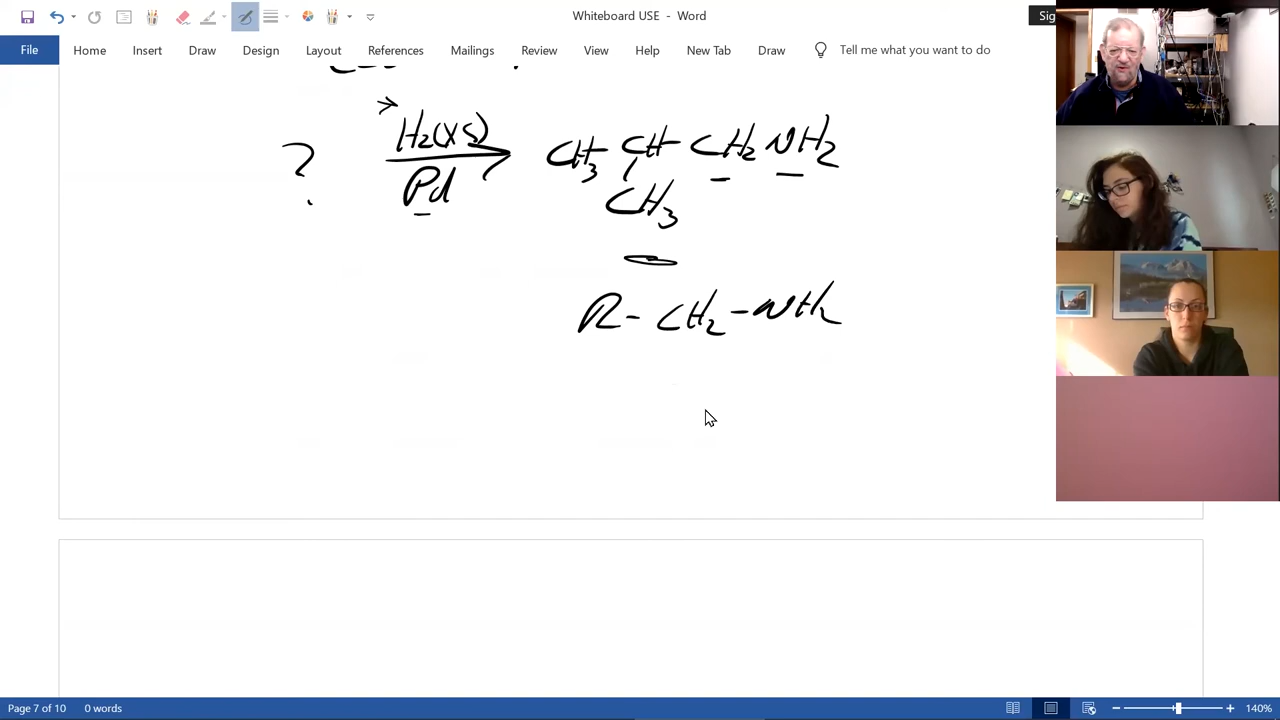 Whiteboard USE - Word
Sig
File Home Insert Draw Design Layout References Mailings Review View Help New Tab Draw Tell me what you want to do
? H2(XS) CH3 CH CH2 NH2
Pd CH3
R-CH2-NH2
Page 7 of 10 0 words 140%